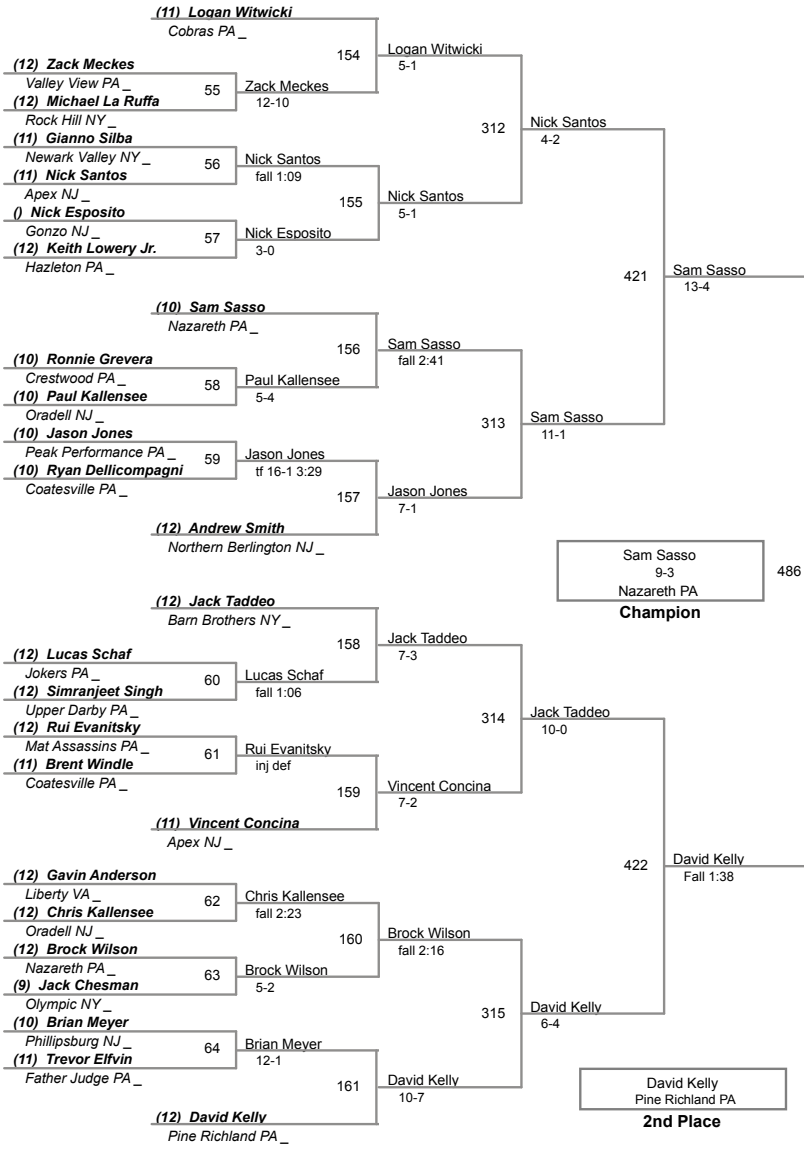 (11) Logan Witwicki
Cobras PA _
154
Logan Witwicki
5-1
(12) Zack Meckes
Valley View PA _
55
Zack Meckes
12-10
(12) Michael La Ruffa
Rock Hill NY _
312
Nick Santos
4-2
(11) Gianno Silba
Newark Valley NY _
56
Nick Santos
fall 1:09
(11) Nick Santos
Apex NJ _
155
Nick Santos
5-1
() Nick Esposito
Gonzo NJ _
57
Nick Esposito
3-0
(12) Keith Lowery Jr.
Hazleton PA _
421
Sam Sasso
13-4
(10) Sam Sasso
Nazareth PA _
156
Sam Sasso
fall 2:41
(10) Ronnie Grevera
Crestwood PA _
58
Paul Kallensee
5-4
(10) Paul Kallensee
Oradell NJ _
313
Sam Sasso
11-1
(10) Jason Jones
Peak Performance PA _
59
Jason Jones
tf 16-1 3:29
(10) Ryan Dellicompagni
Coatesville PA _
157
Jason Jones
7-1
(12) Andrew Smith
Northern Berlington NJ _
Sam Sasso
9-3
Nazareth PA
486
Champion
(12) Jack Taddeo
Barn Brothers NY _
158
Jack Taddeo
7-3
(12) Lucas Schaf
Jokers PA _
60
Lucas Schaf
fall 1:06
(12) Simranjeet Singh
Upper Darby PA _
314
Jack Taddeo
10-0
(12) Rui Evanitsky
Mat Assassins PA _
61
Rui Evanitsky
inj def
(11) Brent Windle
Coatesville PA _
159
Vincent Concina
7-2
(11) Vincent Concina
Apex NJ _
422
David Kelly
Fall 1:38
(12) Gavin Anderson
Liberty VA _
62
Chris Kallensee
fall 2:23
(12) Chris Kallensee
Oradell NJ _
160
Brock Wilson
fall 2:16
(12) Brock Wilson
Nazareth PA _
63
Brock Wilson
5-2
(9) Jack Chesman
Olympic NY _
315
David Kelly
6-4
(10) Brian Meyer
Phillipsburg NJ _
64
Brian Meyer
12-1
(11) Trevor Elfvin
Father Judge PA _
161
David Kelly
10-7
(12) David Kelly
Pine Richland PA _
David Kelly
Pine Richland PA
2nd Place